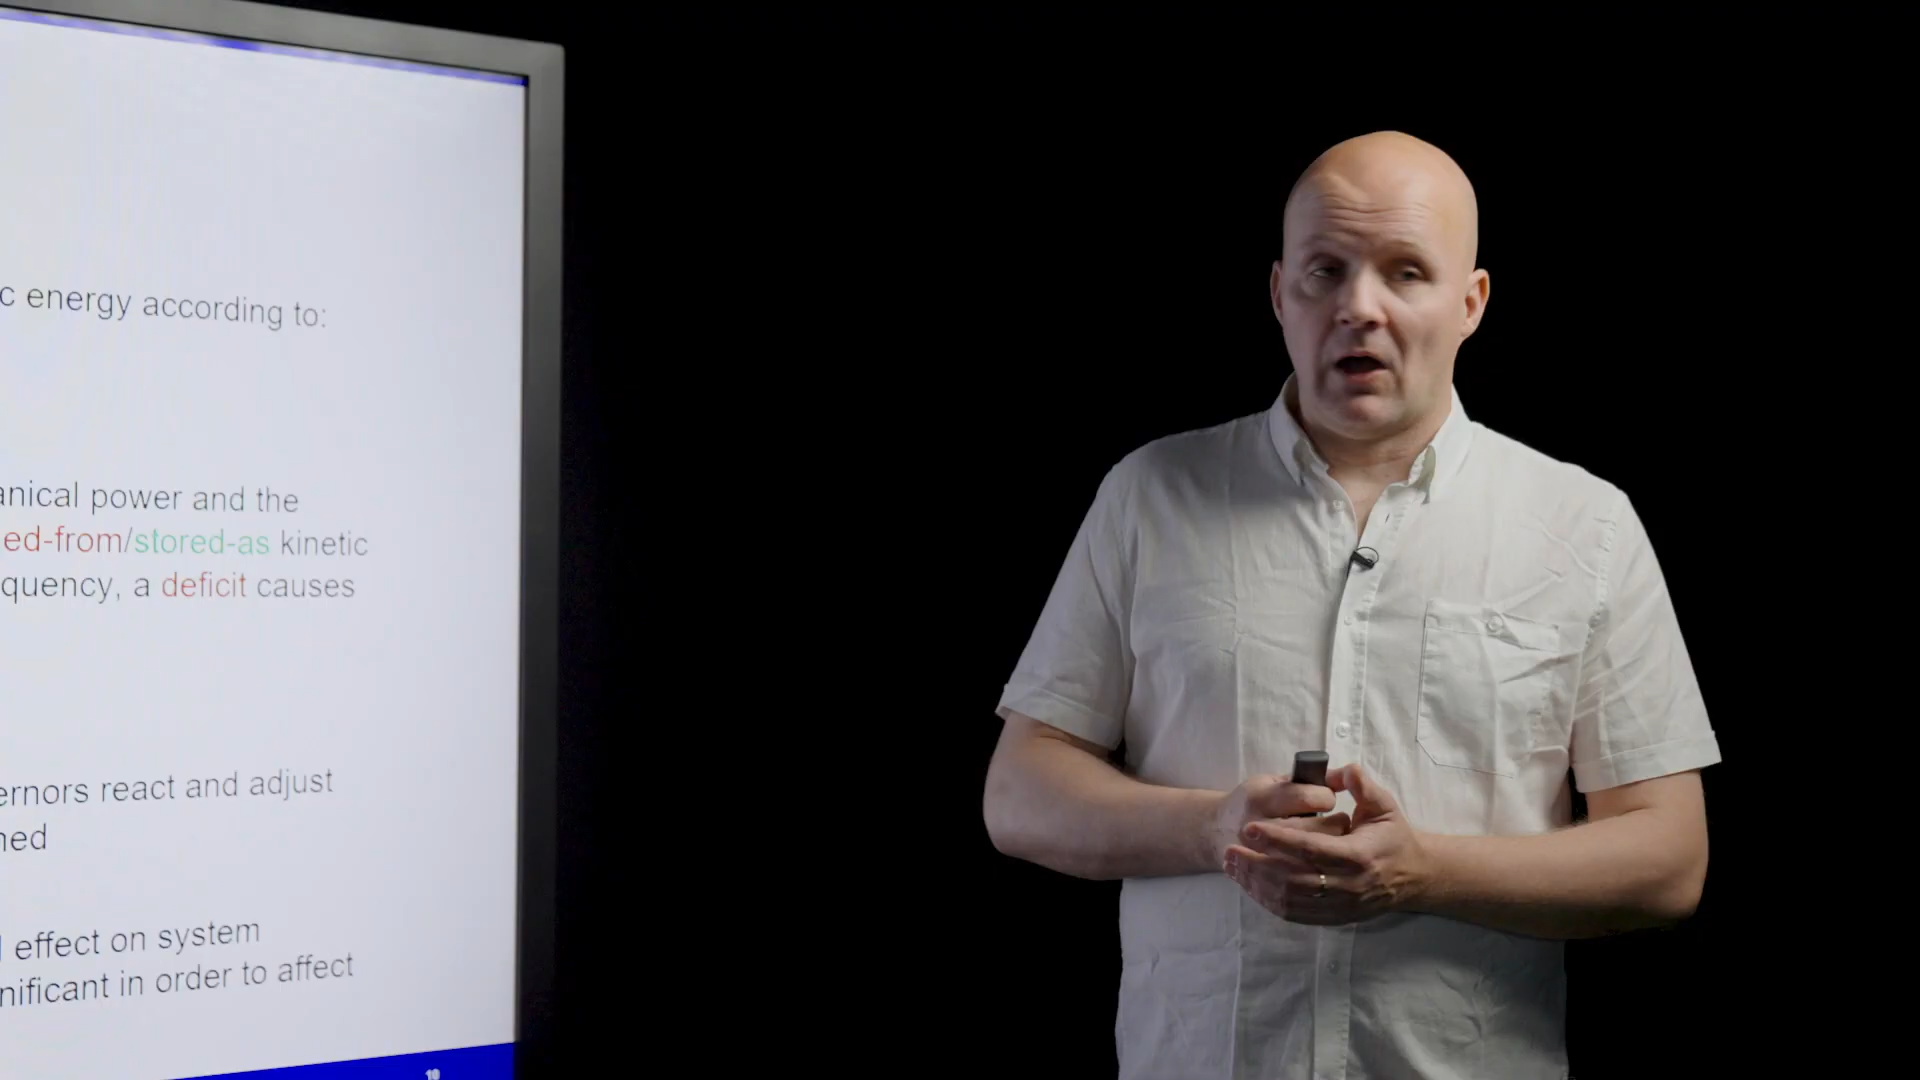 c energy according to:
anical power and the
ed-from/stored-as kinetic
quency, a deficit causes
ernors react and adjust
ned
effect on system
nificant in order to affect